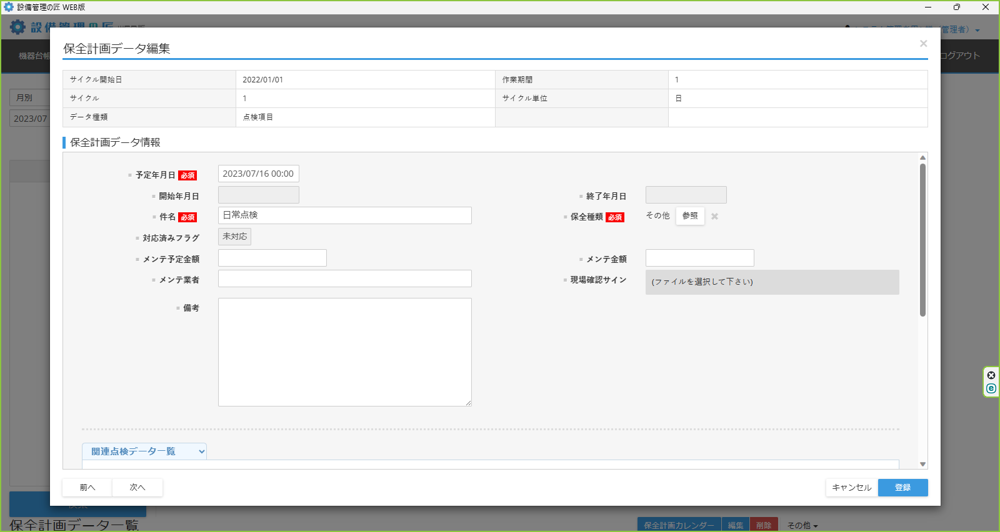 設備管理の匠 WEB版
設備管理の匠
管理者）
機器台帳
ログアウト
月別
2023/07
保全計画データ編集
サイクル開始日 2022/01/01 作業期間 1
サイクル 1 サイクル単位 日
データ種類 点検項目
保全計画データ情報
予定年月日 必須 2023/07/16 00:00
開始年月日 終了年月日
件名 必須 日常点検 保全種類 必須 その他 参照
対応済みフラグ 未対応
メンテ予定金額 メンテ金額
メンテ業者 現場確認サイン (ファイルを選択して下さい)
備考
関連点検データ一覧
前へ 次へ キャンセル 登録
保全計画データ一覧 保全計画カレンダー 編集 削除 その他